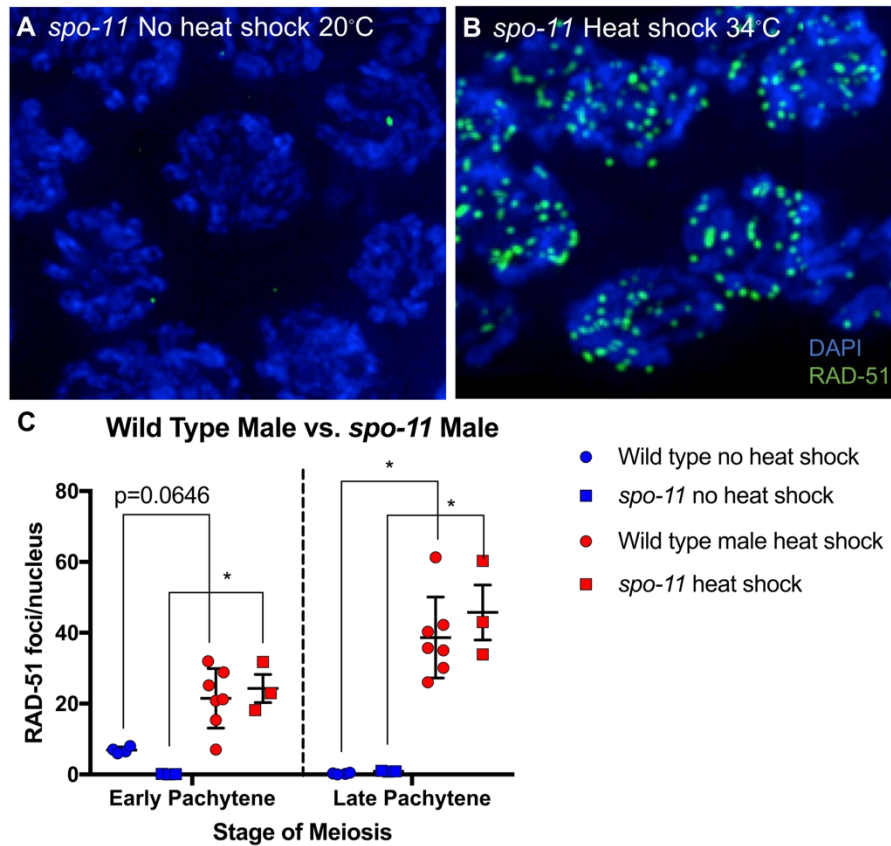 A spo-11 No heat shock 20°C
B spo-11 Heat shock 34°C
DAPI
RAD-51
C
Wild Type Male vs. spo-11 Male
80
60
40
20
0
RAD-51 foci/nucleus
p=0.0646
*
*
*
Early Pachytene
Late Pachytene
Stage of Meiosis
Wild type no heat shock
spo-11 no heat shock
Wild type male heat shock
spo-11 heat shock